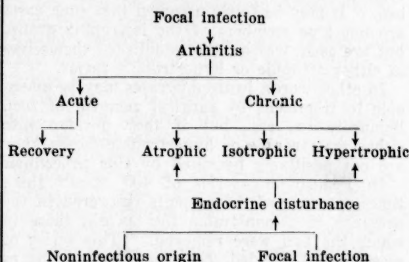 Focal infection
Arthritis
Acute Chronic
Recovery Atrophic Isotrophic Hypertrophic
Endocrine disturbance
Noninfectious origin Focal infection